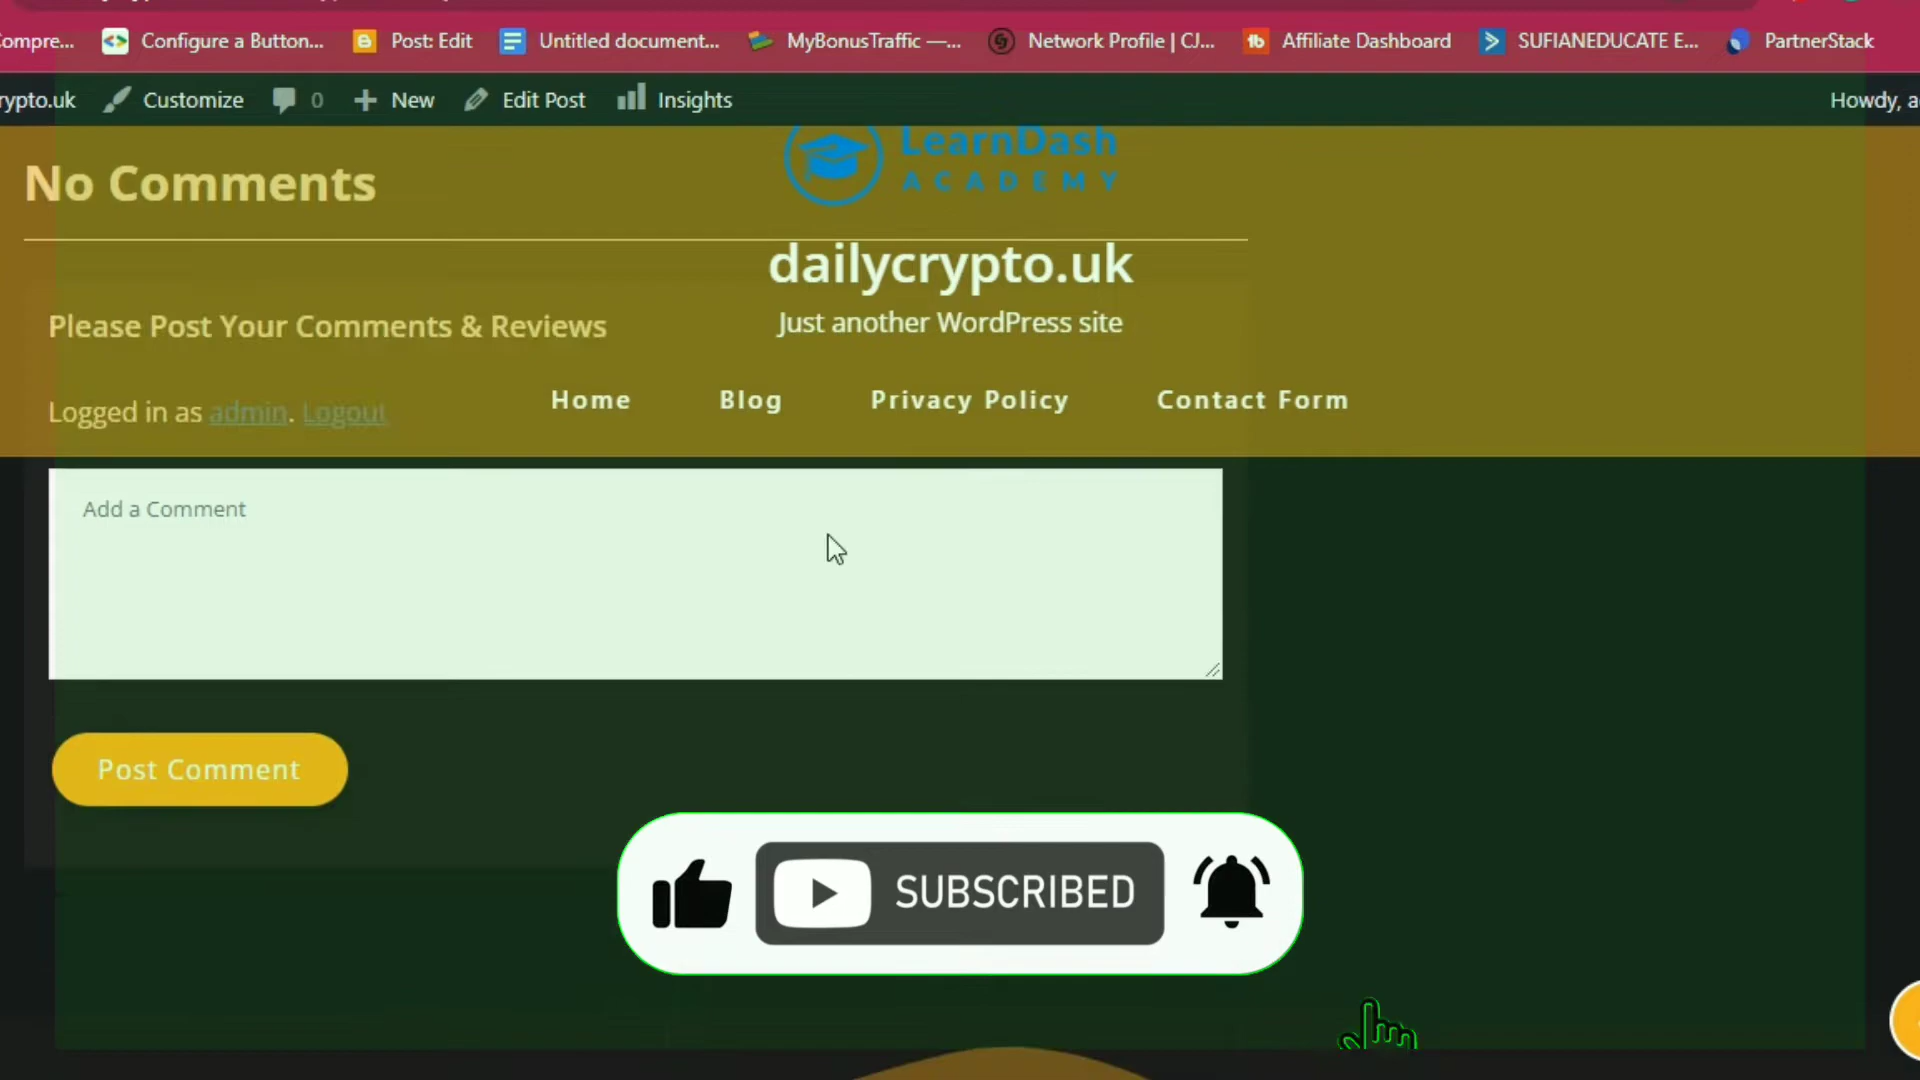 ompre... Configure a Button... Post: Edit Untitled document... MyBonusTraffic —... Network Profile | CJ... Affiliate Dashboard SUFIANEDUCATE E... PartnerStack
rypto.uk Customize 0 New Edit Post Insights Howdy, a
LearnDash
ACADEMY
No Comments
dailycrypto.uk
Just another WordPress site
Please Post Your Comments & Reviews
Home Blog Privacy Policy Contact Form
Logged in as admin. Logout
Add a Comment
Post Comment
SUBSCRIBED